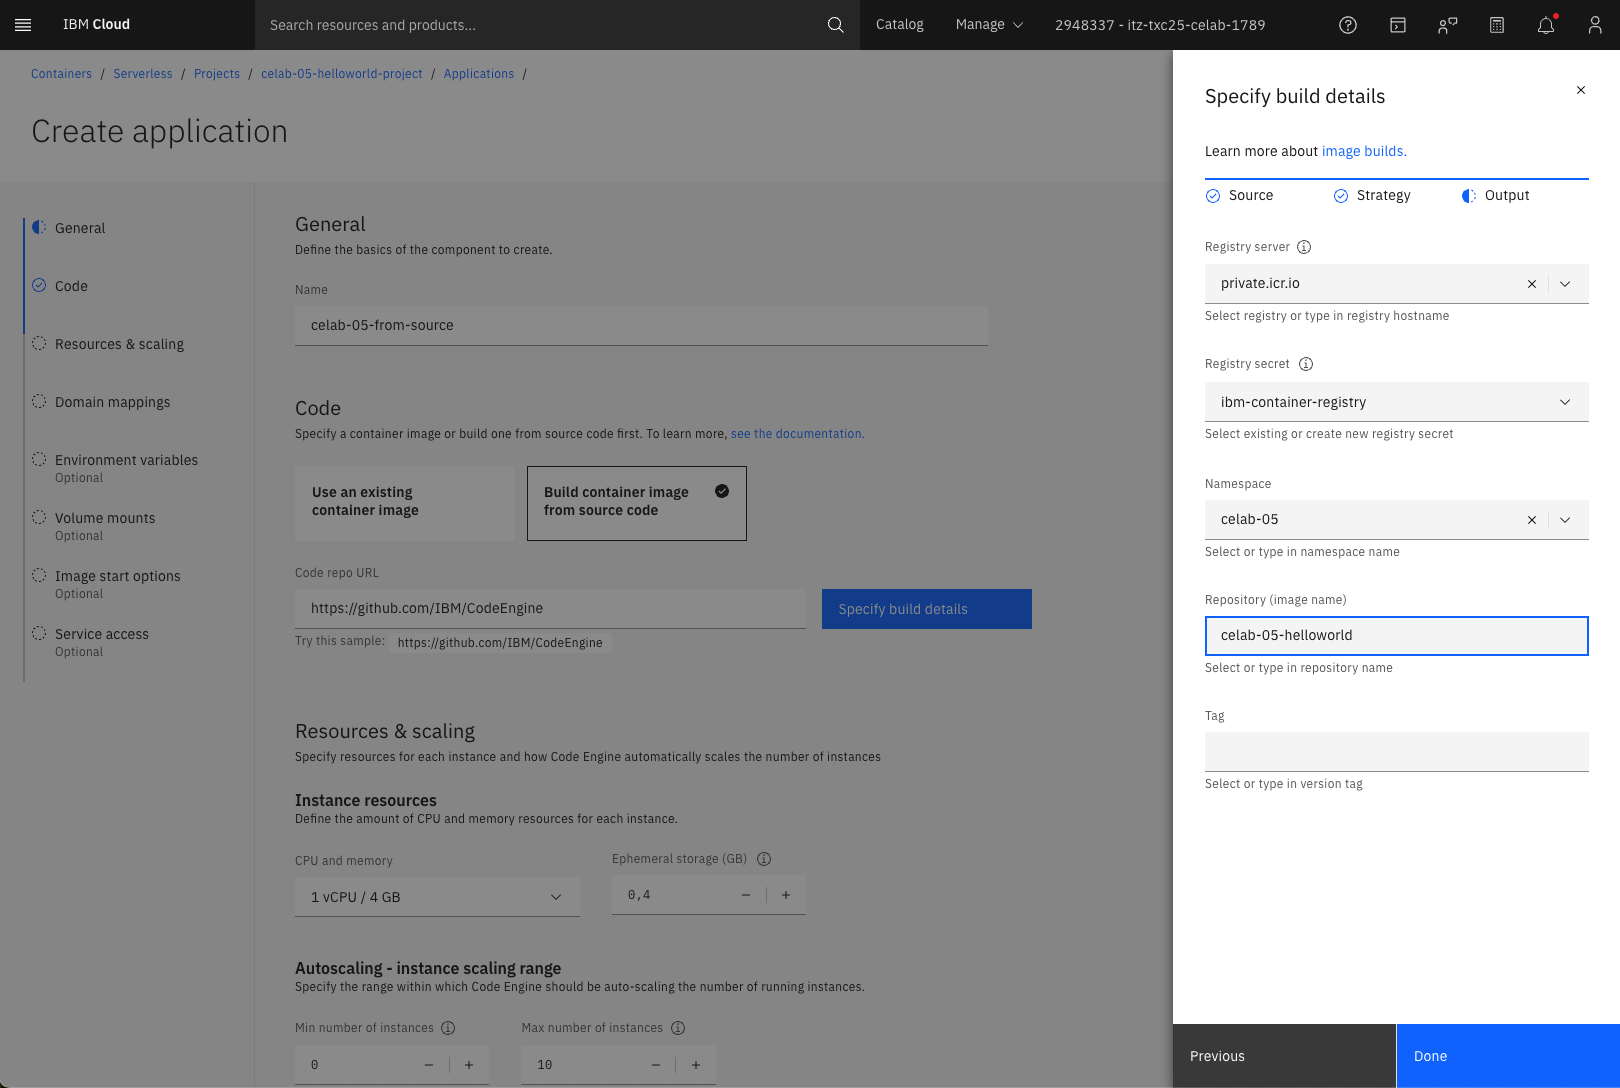 IBM Cloud
Search resources and products...
Catalog
Manage
2948337 - itz-txc25-celab-1789
Containers / Serverless / Projects / celab-05-helloworld-project / Applications /
Create application
General
Code
Resources & scaling
Domain mappings
Environment variables
Optional
Volume mounts
Optional
Image start options
Optional
Service access
Optional
General
Define the basics of the component to create.
Name
celab-05-from-source
Code
Specify a container image or build one from source code first. To learn more, see the documentation.
Use an existing
container image
Build container image
from source code
Code repo URL
https://github.com/IBM/CodeEngine
Specify build details
Try this sample: https://github.com/IBM/CodeEngine
Resources & scaling
Specify resources for each instance and how Code Engine automatically scales the number of instances
Instance resources
Define the amount of CPU and memory resources for each instance.
CPU and memory
1 vCPU / 4 GB
Ephemeral storage (GB)
0,4
Autoscaling - instance scaling range
Specify the range within which Code Engine should be auto-scaling the number of running instances.
Min number of instances
0
Max number of instances
10
Specify build details
Learn more about image builds.
Source
Strategy
Output
Registry server
private.icr.io
Select registry or type in registry hostname
Registry secret
ibm-container-registry
Select existing or create new registry secret
Namespace
celab-05
Select or type in namespace name
Repository (image name)
celab-05-helloworld
Select or type in repository name
Tag
Select or type in version tag
Previous
Done